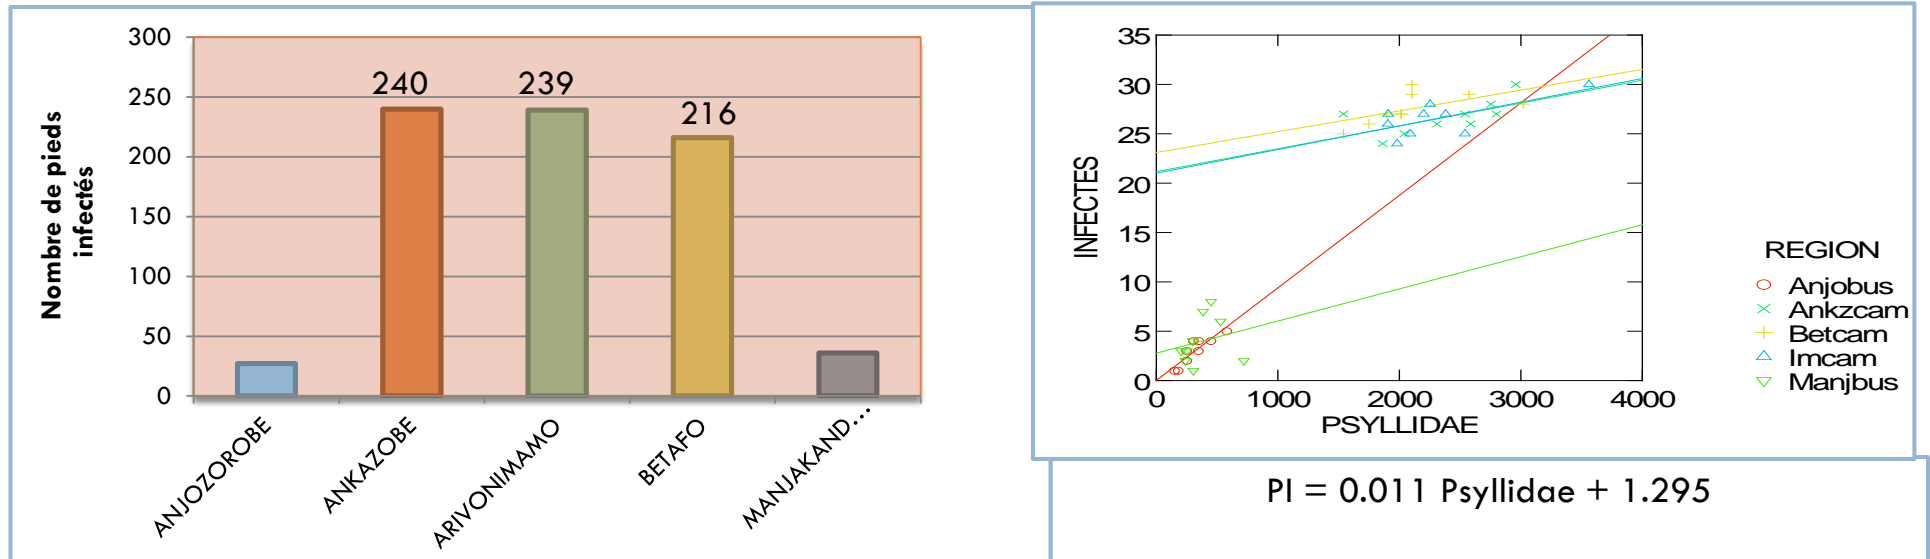 Nombre de pieds
infectés
300
250
200
150
100
50
0
240
239
216
ANJOZOROBE
ANKAZOBE
ARIVONIMAMO
BETAFO
MANJAKAND...
INFECTES
35
30
25
20
15
10
5
0
0 1000 2000 3000 4000
PSYLLIDAE
REGION
Anjobus
Ankzcam
Betcam
Imcam
Manjbus
PI = 0.011 Psyllidae + 1.295